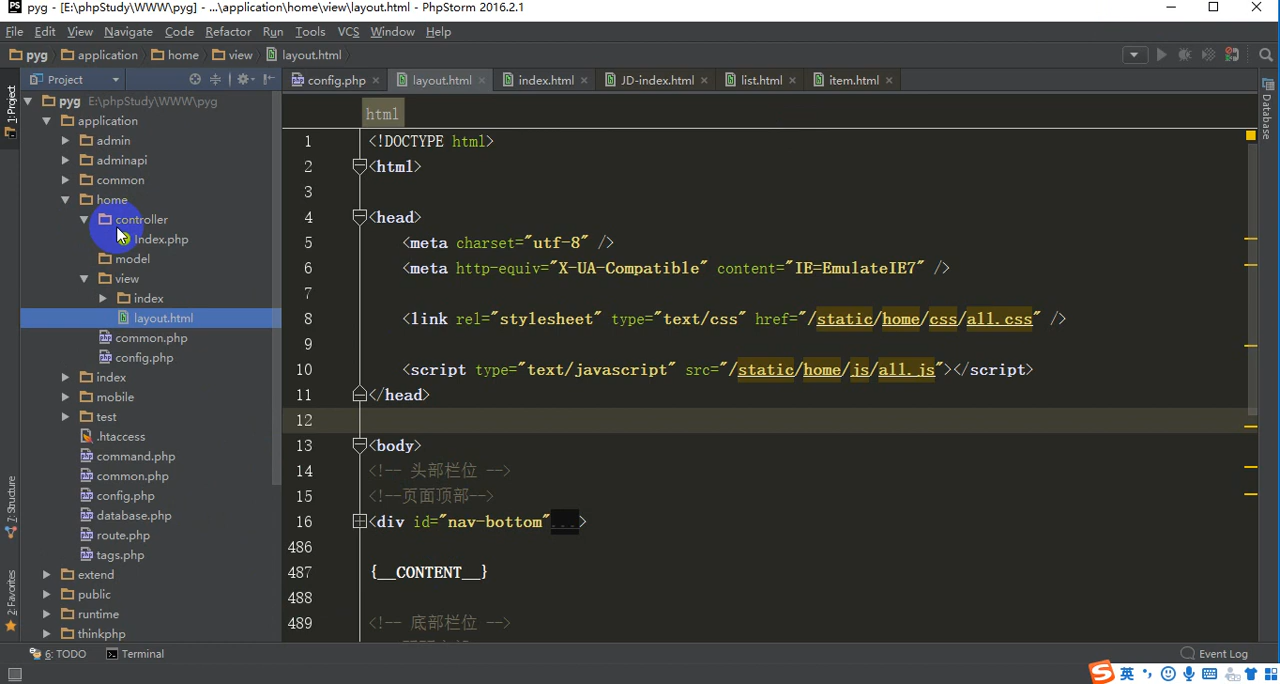 pyg - [E:\phpStudy\WWW\pyg] - ...\application\home\view\layout.html - PhpStorm 2016.2.1
File Edit View Navigate Code Refactor Run Tools VCS Window Help
pyg application home view layout.html
Project config.php layout.html index.html JD-index.html list.html item.html
1: Project
Database
7: Structure
2: Favorites
pyg E:\phpStudy\WWW\pyg
application
admin
adminapi
common
home
controller
Index.php
model
view
index
layout.html
common.php
config.php
index
mobile
test
.htaccess
command.php
common.php
config.php
database.php
route.php
tags.php
extend
public
runtime
thinkphp
html
1 <!DOCTYPE html>
2 <html>
3
4 <head>
5 <meta charset="utf-8" />
6 <meta http-equiv="X-UA-Compatible" content="IE=EmulateIE7" />
7
8 <link rel="stylesheet" type="text/css" href="/static/home/css/all.css" />
9
10 <script type="text/javascript" src="/static/home/js/all.js"></script>
11 </head>
12
13 <body>
14 <!-- 头部栏位 -->
15 <!--页面顶部-->
16 <div id="nav-bottom"...>
486
487 {__CONTENT__}
488
489 <!-- 底部栏位 -->
6: TODO Terminal Event Log
英